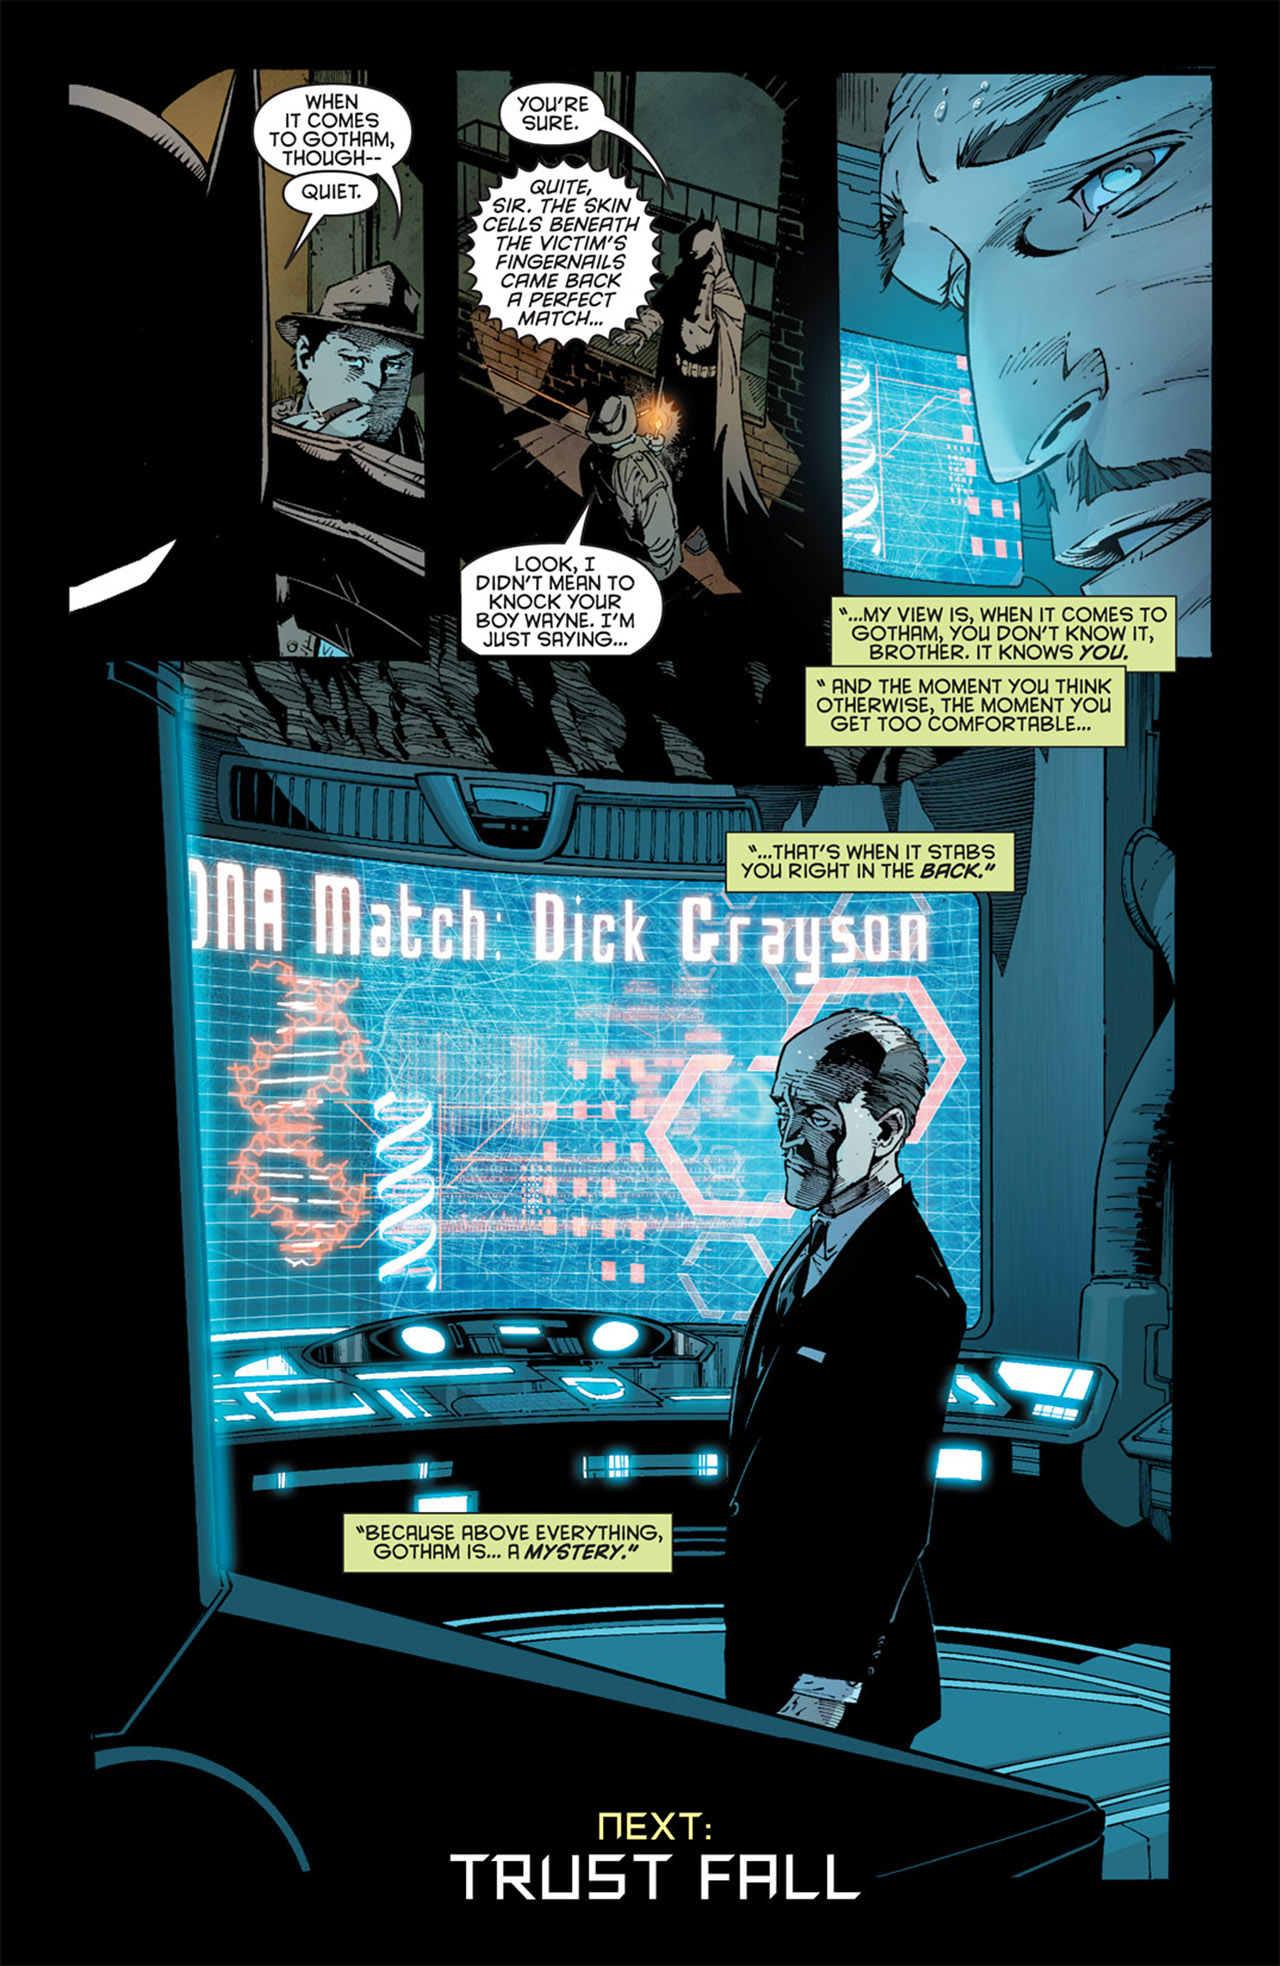 WHEN
IT COMES
TO GOTHAM,
THOUGH--
QUIET.
YOU'RE
SURE.
QUITE,
SIR. THE SKIN
CELLS BENEATH
THE VICTIM'S
FINGERNAILS
CAME BACK
A PERFECT
MATCH...
LOOK, I
DIDN'T MEAN TO
KNOCK YOUR
BOY WAYNE. I'M
JUST SAYING...
"...MY VIEW IS, WHEN IT COMES TO
GOTHAM, YOU DON'T KNOW IT,
BROTHER. IT KNOWS YOU.
"AND THE MOMENT YOU THINK
OTHERWISE, THE MOMENT YOU
GET TOO COMFORTABLE...
"...THAT'S WHEN IT STABS
YOU RIGHT IN THE BACK."
DNA Match: Dick Grayson
"BECAUSE ABOVE EVERYTHING,
GOTHAM IS... A MYSTERY."
NEXT:
TRUST FALL